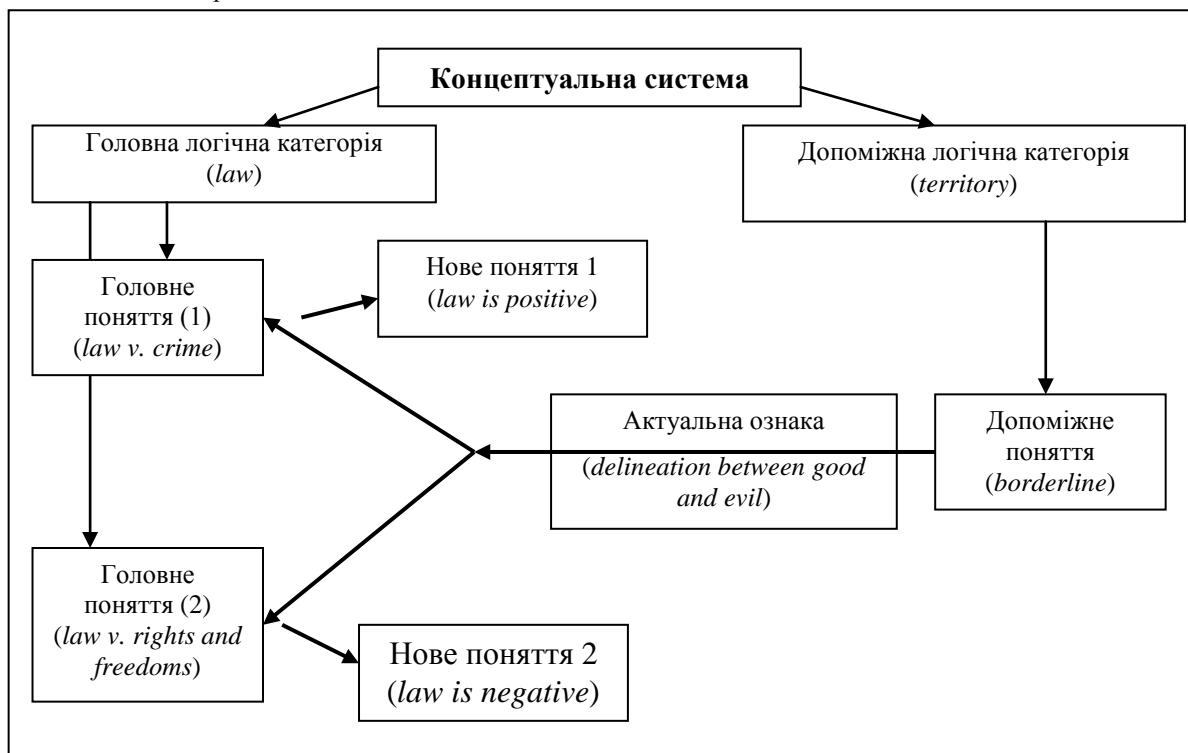 Концептуальна система
Головна логічна категорія
(law)
Допоміжна логічна категорія
(territory)
Нове поняття 1
(law is positive)
Головне
поняття (1)
(law v. crime)
Актуальна ознака
(delineation between good
and evil)
Допоміжне
поняття
(borderline)
Головне
поняття (2)
(law v. rights and
freedoms)
Нове поняття 2
(law is negative)